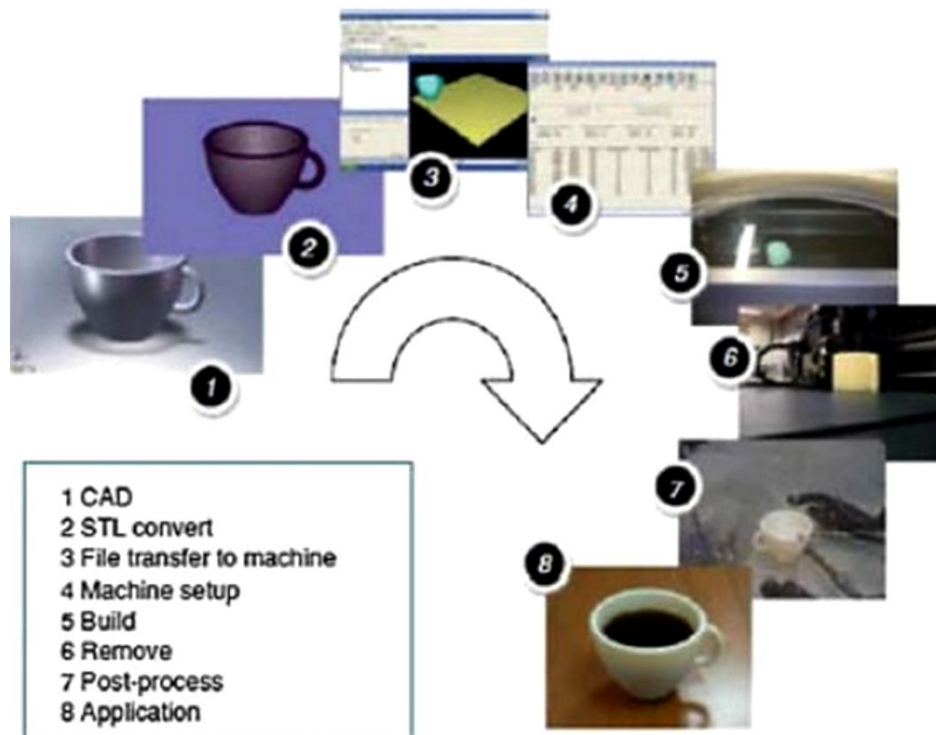 1
2
3
4
5
6
7
8
1 CAD
2 STL convert
3 File transfer to machine
4 Machine setup
5 Build
6 Remove
7 Post-process
8 Application